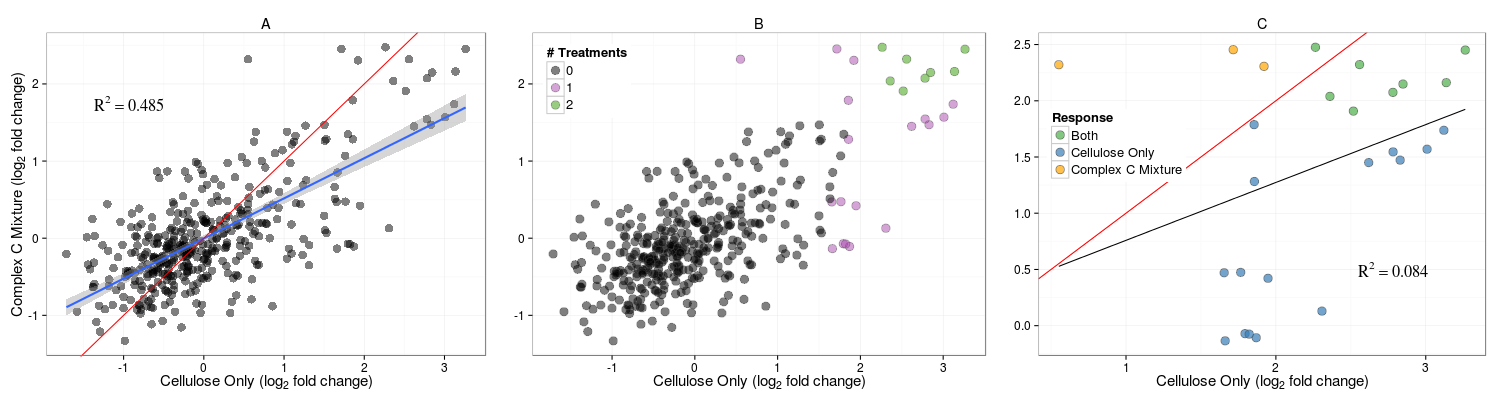 A
Complex C Mixture (log2 fold change)
2
1
0
-1
R2 = 0.485
-1 0 1 2 3
Cellulose Only (log2 fold change)
B
# Treatments
0
1
2
2
1
0
-1
-1 0 1 2 3
Cellulose Only (log2 fold change)
C
2.5
2.0
1.5
1.0
0.5
0.0
Response
Both
Cellulose Only
Complex C Mixture
R2 = 0.084
1 2 3
Cellulose Only (log2 fold change)